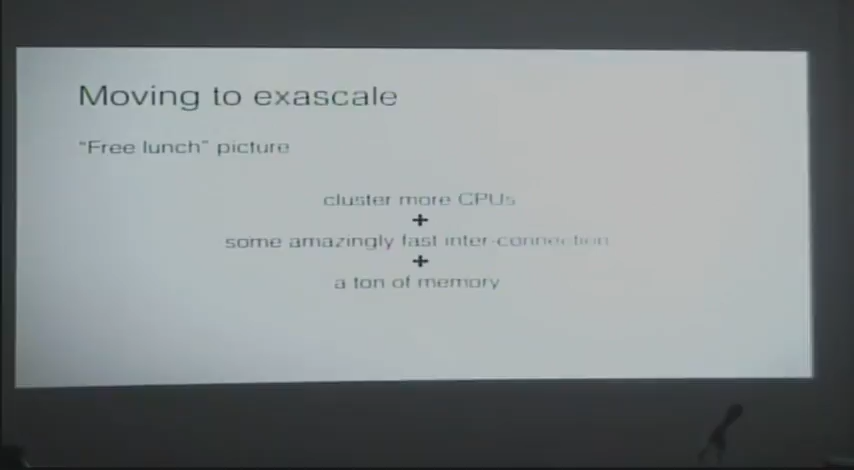 Moving to exascale
“Free lunch” picture
cluster more CPUs
+
some amazingly fast inter-connection
+
a ton of memory